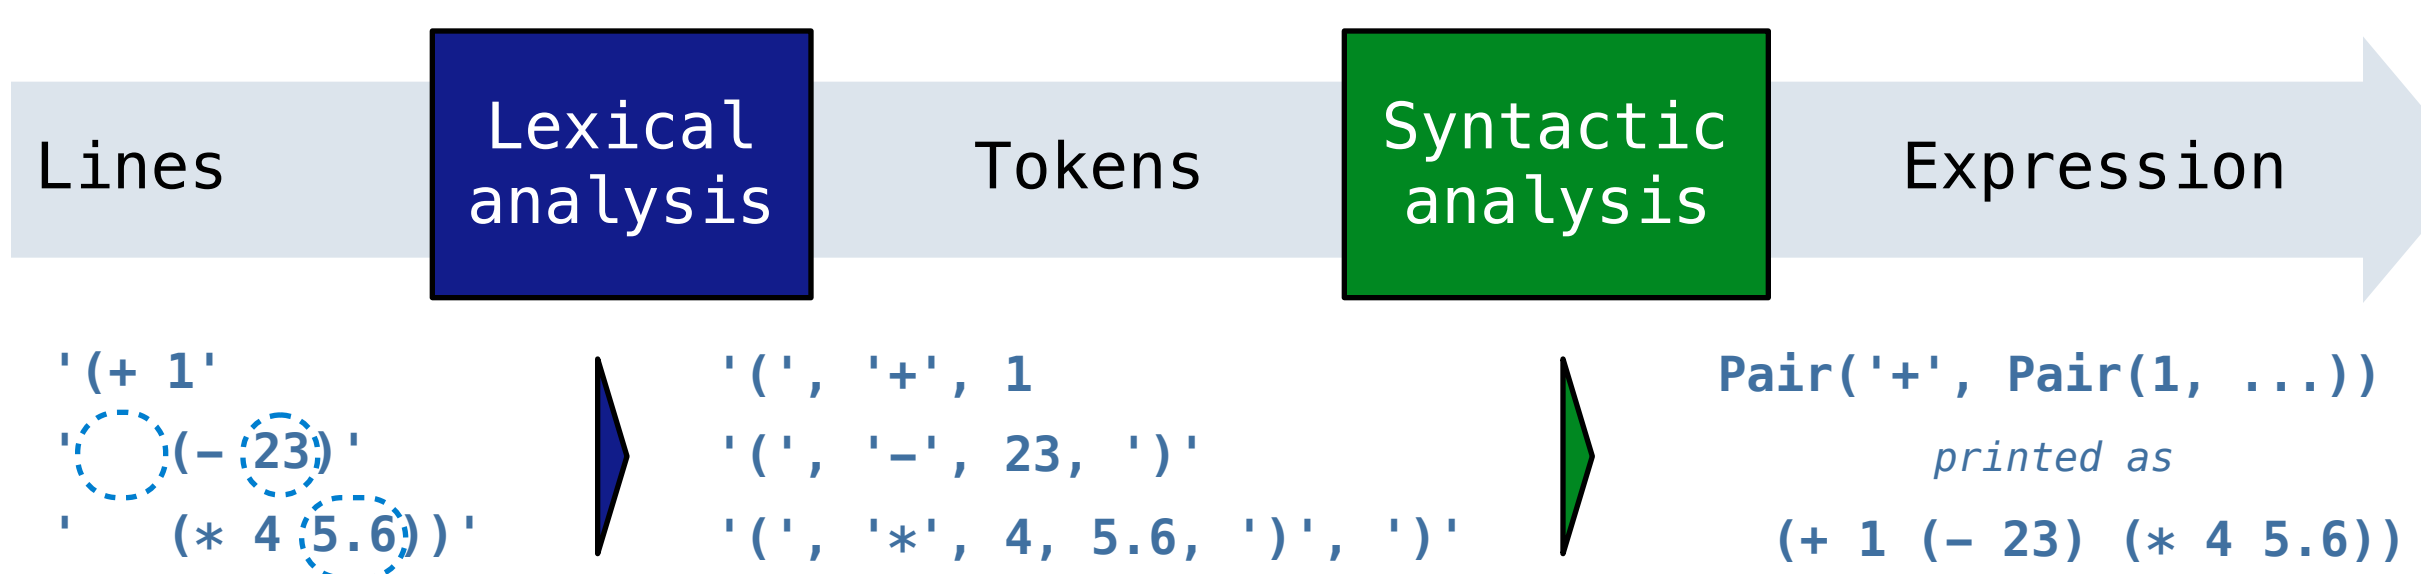 Lines
Lexical
analysis
Tokens
Syntactic
analysis
Expression
'(+ 1'
'   (– 23)'
'   (* 4 5.6))'
'(', '+', 1
'(', '–', 23, ')'
'(', '*', 4, 5.6, ')', ')'
Pair('+', Pair(1, ...))
printed as
(+ 1 (– 23) (* 4 5.6))